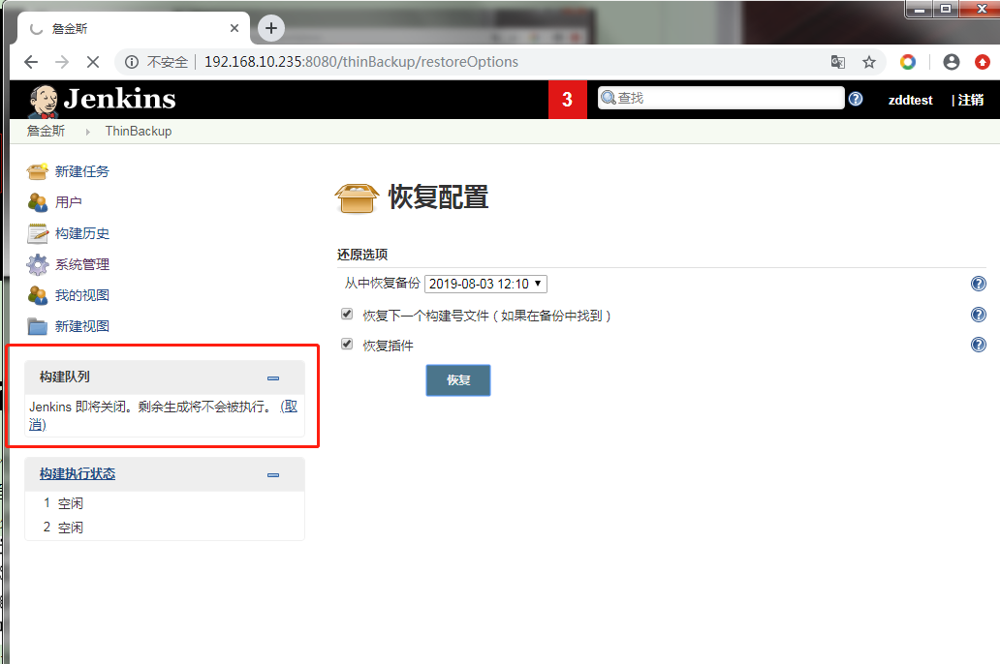 詹金斯
不安全 192.168.10.235:8080/thinBackup/restoreOptions
Jenkins
3
查找
zddtest
| 注销
詹金斯
ThinBackup
新建任务
用户
构建历史
系统管理
我的视图
新建视图
构建队列
Jenkins 即将关闭。剩余生成将不会被执行。 (取
消)
构建执行状态
1 空闲
2 空闲
恢复配置
还原选项
从中恢复备份 2019-08-03 12:10
恢复下一个构建号文件（如果在备份中找到）
恢复插件
恢复